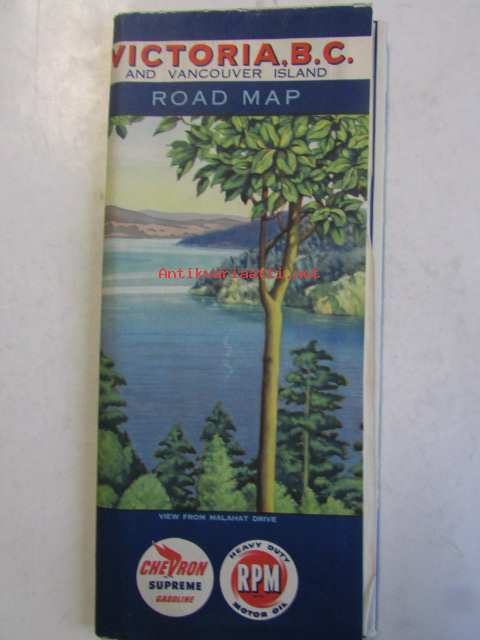 VICTORIA, B.C.
AND VANCOUVER ISLAND
ROAD MAP
Antikvariaatti.net
VIEW FROM MALAHAT DRIVE
CHEVRON
SUPREME
GASOLINE
HEAVY DUTY
RPM
MOTOR OIL